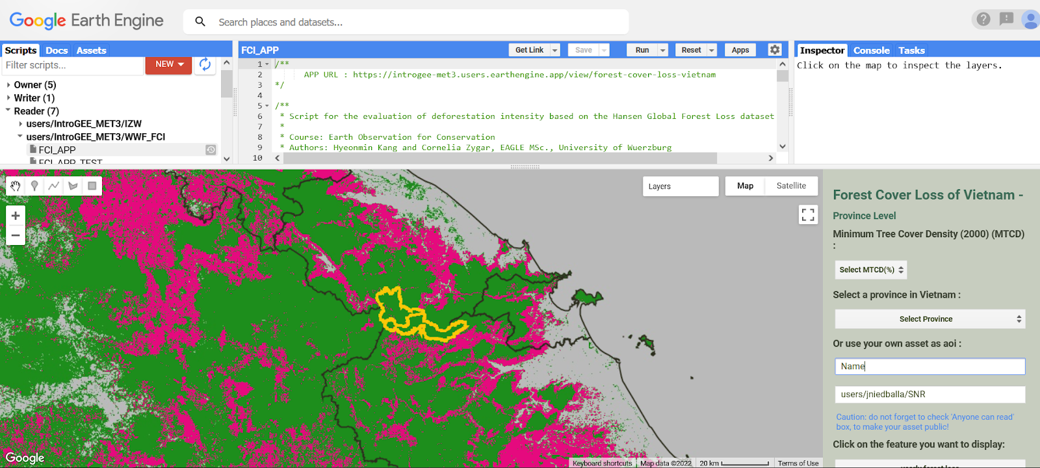 Google Earth Engine
Search places and datasets...
Scripts Docs Assets
Filter scripts...
NEW
Owner (5)
Writer (1)
Reader (7)
users/IntroGEE_MET3/IZW
users/IntroGEE_MET3/WWF_FCI
FCI_APP
FCI_APP_TEST
FCI_APP
Get Link
Save
Run
Reset
Apps
1 /**
2 APP URL : https://introgee-met3.users.earthengine.app/view/forest-cover-loss-vietnam
3 */
4
5 /**
6 * Script for the evaluation of deforestation intensity based on the Hansen Global Forest Loss dataset
7 *
8 * Course: Earth Observation for Conservation
9 * Authors: Hyeonmin Kang and Cornelia Zygar, EAGLE MSc., University of Wuerzburg
10
Inspector Console Tasks
Click on the map to inspect the layers.
Layers
Map Satellite
+
−
Google
Keyboard shortcuts Map data ©2022 20 km Terms of Use
Forest Cover Loss of Vietnam -
Province Level
Minimum Tree Cover Density (2000) (MTCD)
:
Select MTCD(%)
Select a province in Vietnam :
Select Province
Or use your own asset as aoi :
Name
users/jniedballa/SNR
Caution: do not forget to check 'Anyone can read'
box, to make your asset public!
Click on the feature you want to display: